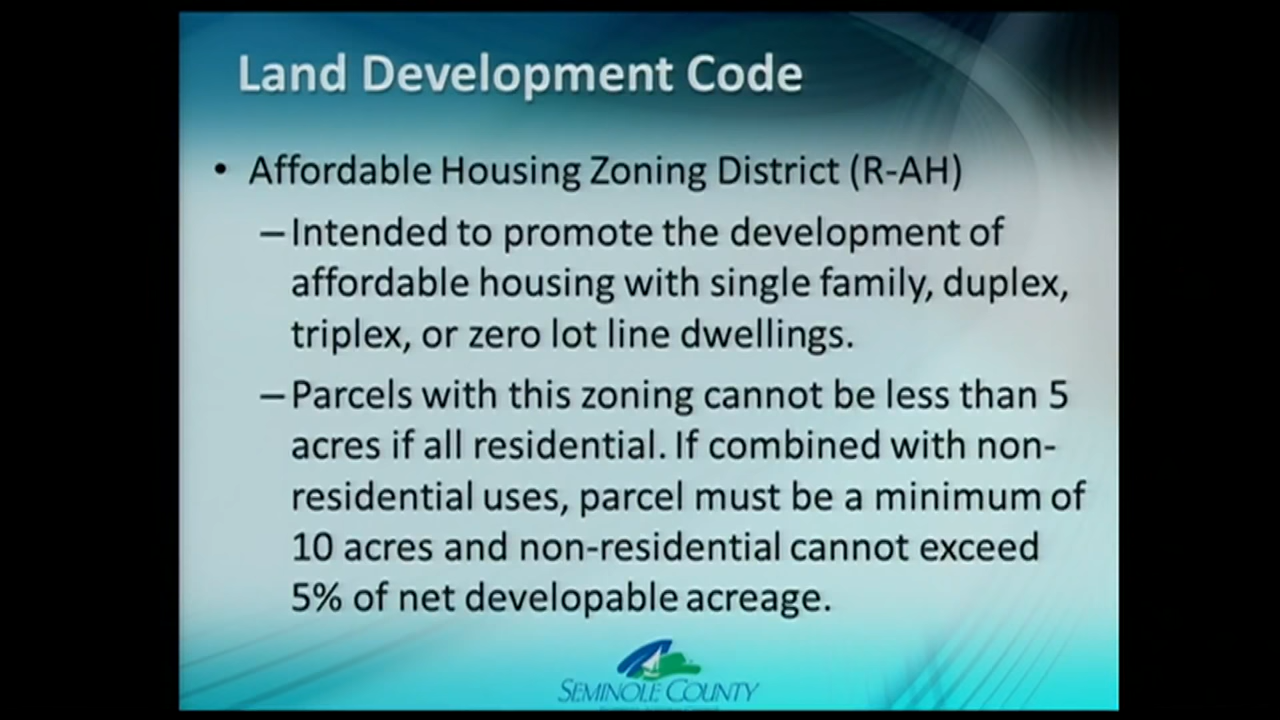 Land Development Code
• Affordable Housing Zoning District (R-AH)
– Intended to promote the development of
affordable housing with single family, duplex,
triplex, or zero lot line dwellings.
– Parcels with this zoning cannot be less than 5
acres if all residential. If combined with non-
residential uses, parcel must be a minimum of
10 acres and non-residential cannot exceed
5% of net developable acreage.
SEMINOLE COUNTY